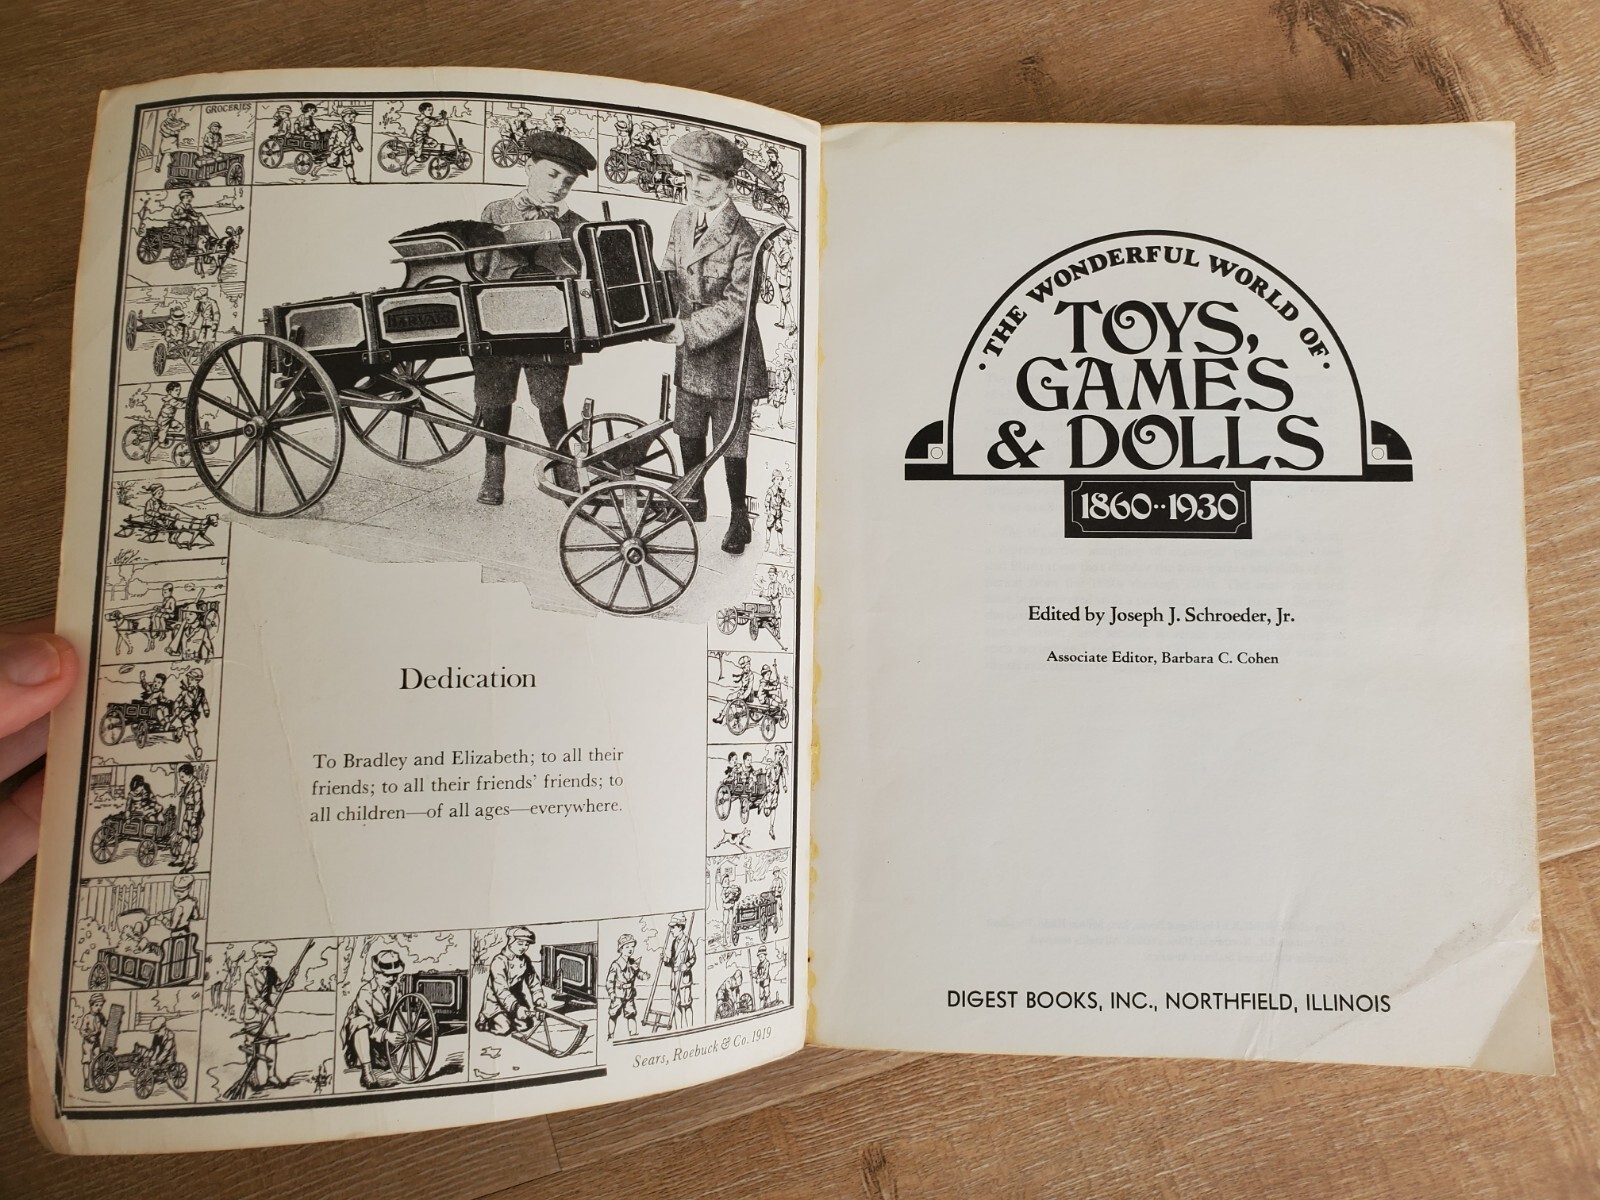 GROCERIES
HARVARD
Dedication
To Bradley and Elizabeth; to all their
friends; to all their friends' friends; to
all children—of all ages—everywhere.
Sears, Roebuck & Co. 1919
• THE WONDERFUL WORLD OF •
TOYS,
GAMES
& DOLLS
1860··1930
Edited by Joseph J. Schroeder, Jr.
Associate Editor, Barbara C. Cohen
DIGEST BOOKS, INC., NORTHFIELD, ILLINOIS